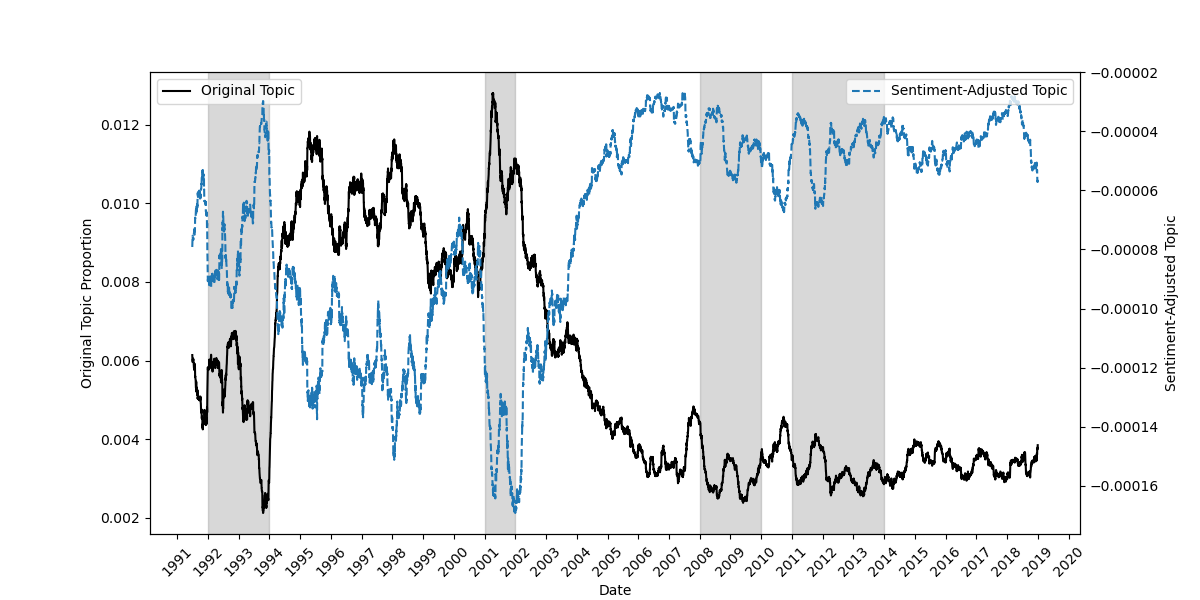 Original Topic
Sentiment-Adjusted Topic
Original Topic Proportion
0.012
0.010
0.008
0.006
0.004
0.002
−0.00002
−0.00004
−0.00006
−0.00008
−0.00010
−0.00012
−0.00014
−0.00016
Sentiment-Adjusted Topic
1991 1992 1993 1994 1995 1996 1997 1998 1999 2000 2001 2002 2003 2004 2005 2006 2007 2008 2009 2010 2011 2012 2013 2014 2015 2016 2017 2018 2019 2020
Date